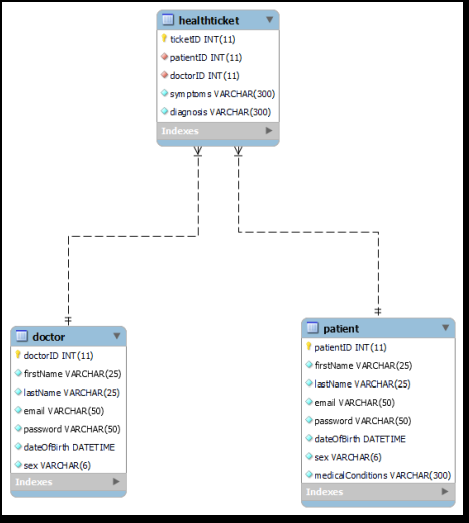 healthticket
ticketID INT(11)
patientID INT(11)
doctorID INT(11)
symptoms VARCHAR(300)
diagnosis VARCHAR(300)
Indexes
doctor
doctorID INT(11)
firstName VARCHAR(25)
lastName VARCHAR(25)
email VARCHAR(50)
password VARCHAR(50)
dateOfBirth DATETIME
sex VARCHAR(6)
Indexes
patient
patientID INT(11)
firstName VARCHAR(25)
lastName VARCHAR(25)
email VARCHAR(50)
password VARCHAR(50)
dateOfBirth DATETIME
sex VARCHAR(6)
medicalConditions VARCHAR(300)
Indexes